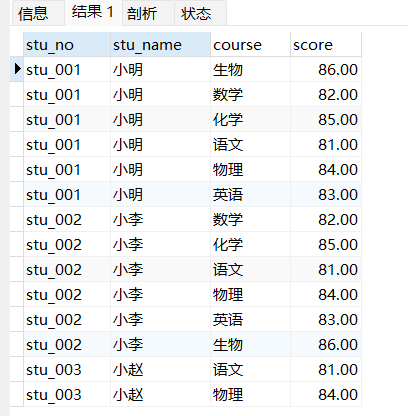 信息 结果 1 剖析 状态
stu_no stu_name course score
stu_001 小明 生物 86.00
stu_001 小明 数学 82.00
stu_001 小明 化学 85.00
stu_001 小明 语文 81.00
stu_001 小明 物理 84.00
stu_001 小明 英语 83.00
stu_002 小李 数学 82.00
stu_002 小李 化学 85.00
stu_002 小李 语文 81.00
stu_002 小李 物理 84.00
stu_002 小李 英语 83.00
stu_002 小李 生物 86.00
stu_003 小赵 语文 81.00
stu_003 小赵 物理 84.00